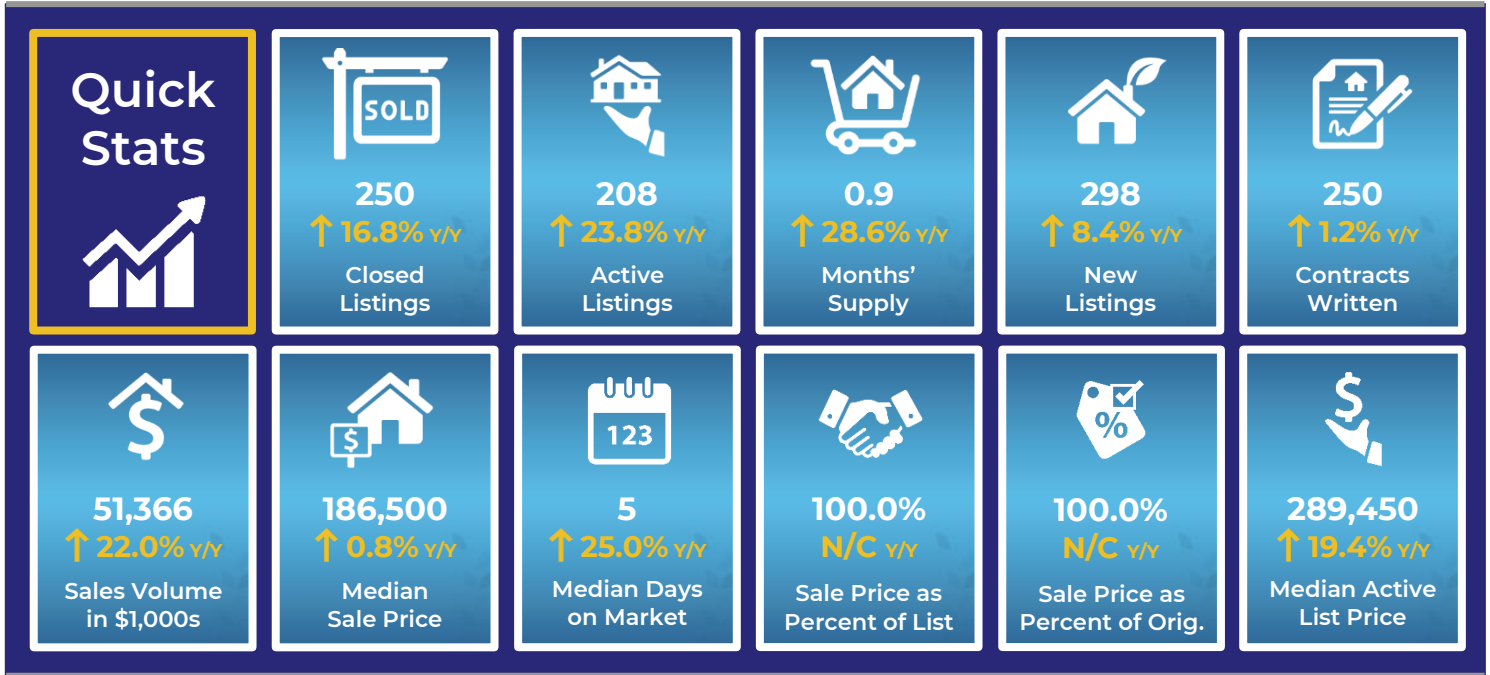 Quick
Stats
SOLD
250
↑ 16.8% Y/Y
Closed
Listings
208
↑ 23.8% Y/Y
Active
Listings
0.9
↑ 28.6% Y/Y
Months’
Supply
298
↑ 8.4% Y/Y
New
Listings
250
↑ 1.2% Y/Y
Contracts
Written
$
51,366
↑ 22.0% Y/Y
Sales Volume
in $1,000s
$
186,500
↑ 0.8% Y/Y
Median
Sale Price
123
5
↑ 25.0% Y/Y
Median Days
on Market
100.0%
N/C Y/Y
Sale Price as
Percent of List
%
100.0%
N/C Y/Y
Sale Price as
Percent of Orig.
$
289,450
↑ 19.4% Y/Y
Median Active
List Price